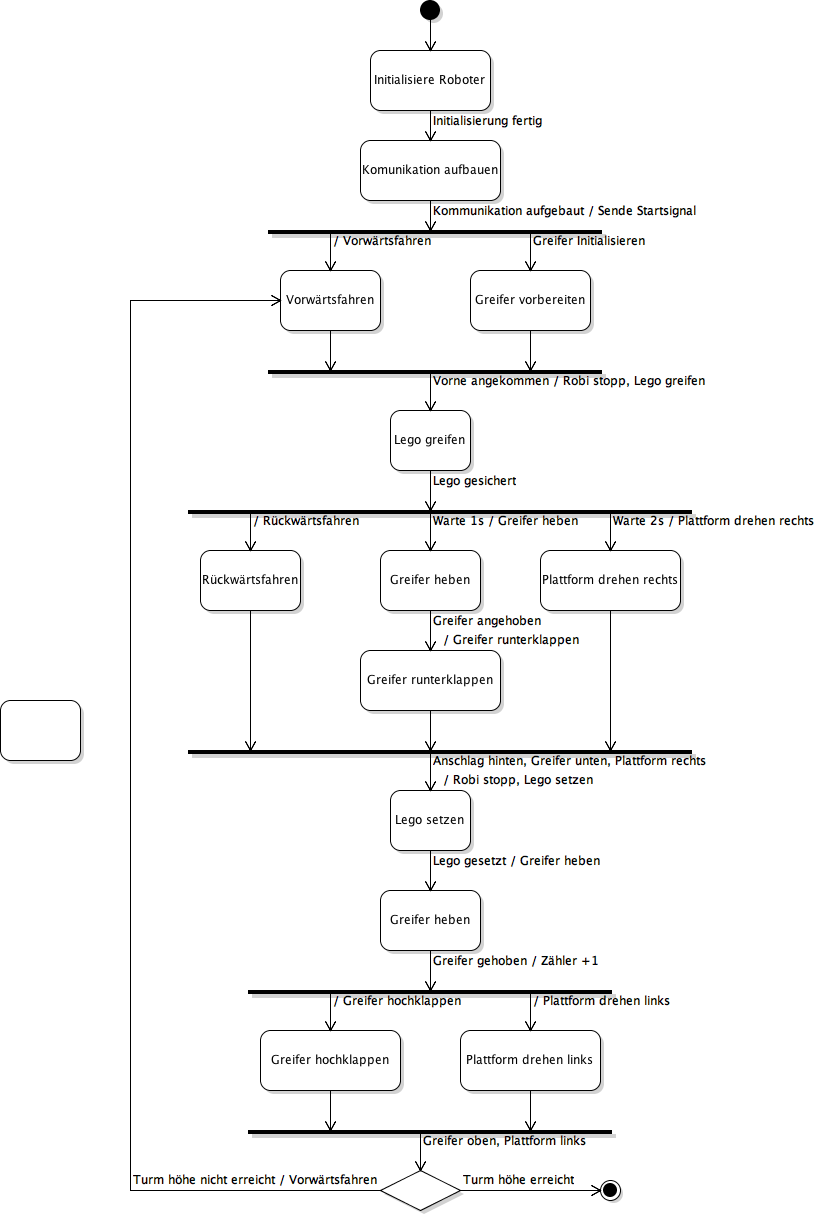 Initialisiere Roboter
Initialisierung fertig
Komunikation aufbauen
Kommunikation aufgebaut / Sende Startsignal
/ Vorwärtsfahren
Greifer Initialisieren
Vorwärtsfahren
Greifer vorbereiten
Vorne angekommen / Robi stopp, Lego greifen
Lego greifen
Lego gesichert
/ Rückwärtsfahren
Warte 1s / Greifer heben
Warte 2s / Plattform drehen rechts
Rückwärtsfahren
Greifer heben
Plattform drehen rechts
Greifer angehoben
/ Greifer runterklappen
Greifer runterklappen
Anschlag hinten, Greifer unten, Plattform rechts
/ Robi stopp, Lego setzen
Lego setzen
Lego gesetzt / Greifer heben
Greifer heben
Greifer gehoben / Zähler +1
/ Greifer hochklappen
/ Plattform drehen links
Greifer hochklappen
Plattform drehen links
Greifer oben, Plattform links
Turm höhe nicht erreicht / Vorwärtsfahren
Turm höhe erreicht